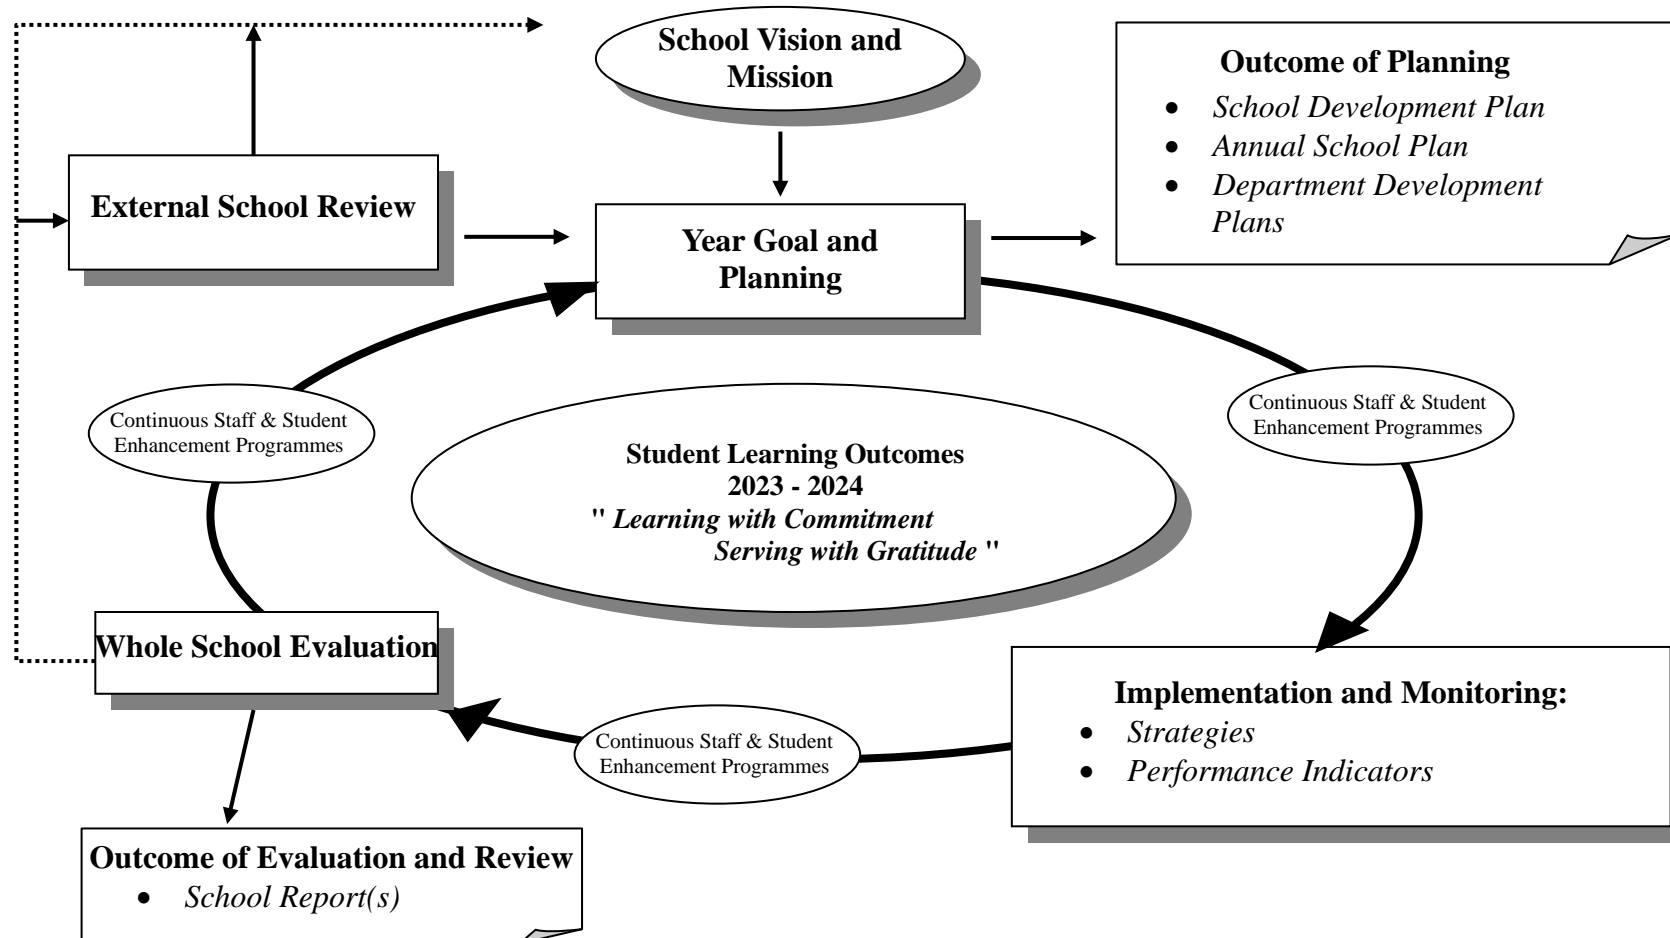 School Vision and
Mission
Outcome of Planning
• School Development Plan
• Annual School Plan
• Department Development
Plans
External School Review
Year Goal and
Planning
Continuous Staff & Student
Enhancement Programmes
Continuous Staff & Student
Enhancement Programmes
Student Learning Outcomes
2023 - 2024
" Learning with Commitment
Serving with Gratitude "
Whole School Evaluation
Implementation and Monitoring:
• Strategies
• Performance Indicators
Continuous Staff & Student
Enhancement Programmes
Outcome of Evaluation and Review
• School Report(s)